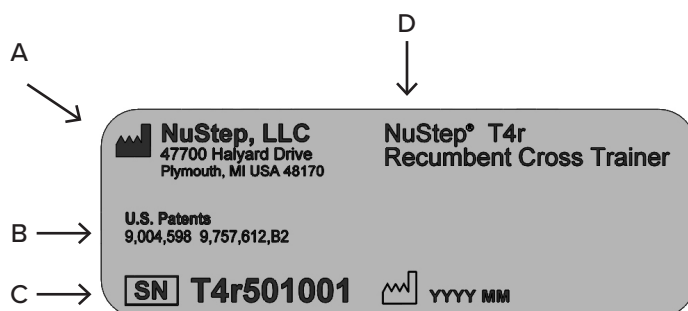 A
D
NuStep, LLC
47700 Halyard Drive
Plymouth, MI USA 48170
NuStep® T4r
Recumbent Cross Trainer
B
U.S. Patents
9,004,598 9,757,612,B2
C
SN T4r501001 YYYY MM